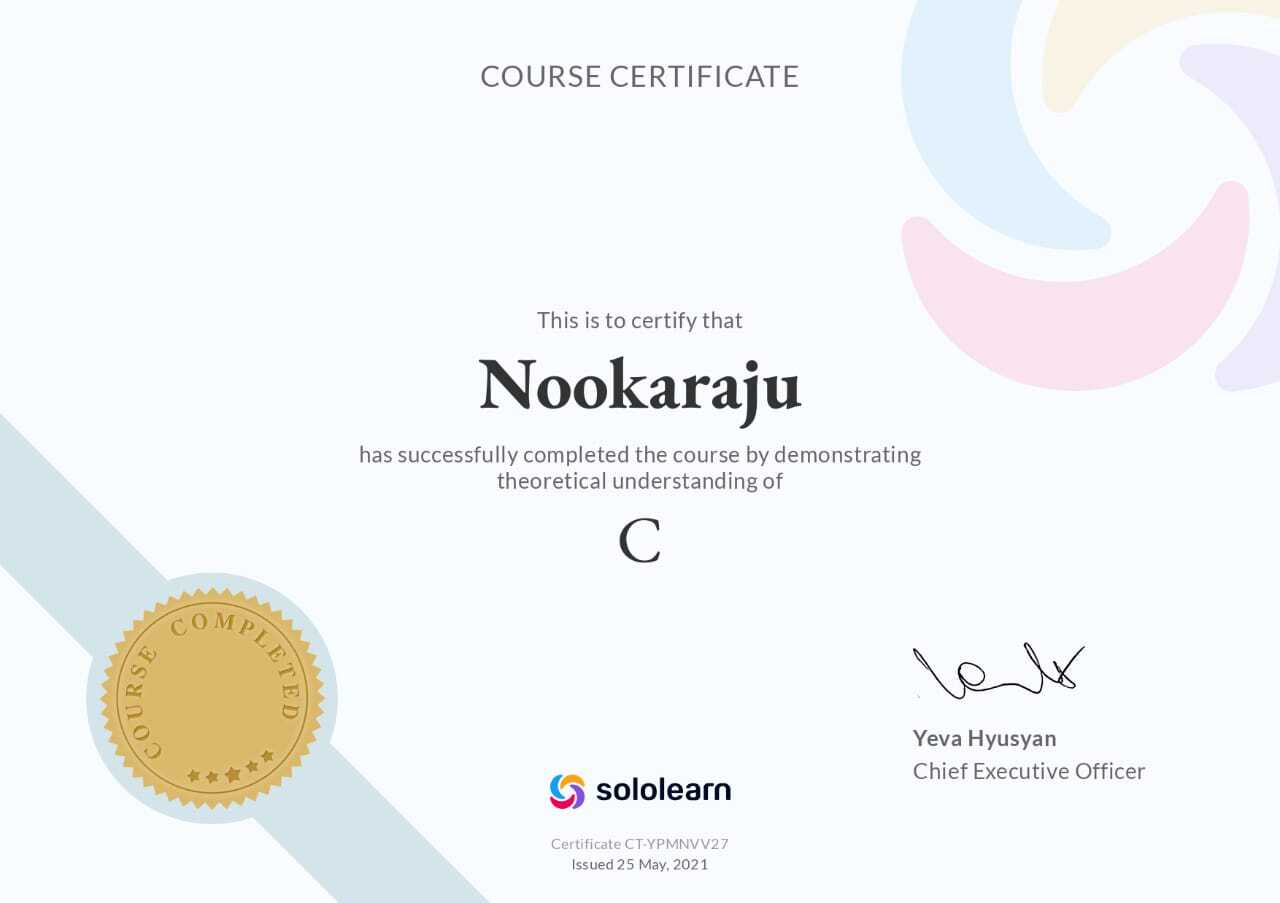 COURSE CERTIFICATE
This is to certify that
Nookaraju
has successfully completed the course by demonstrating
theoretical understanding of
C
COURSE COMPLETED
Yeva Hyusyan
Chief Executive Officer
sololearn
Certificate CT-YPMNVV27
Issued 25 May, 2021